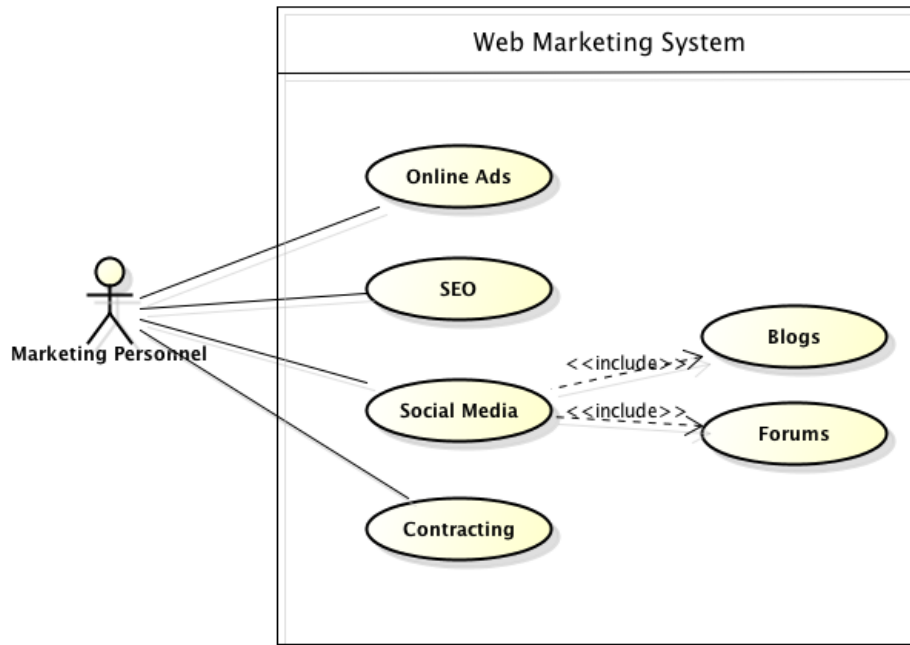 Web Marketing System
Online Ads
SEO
Marketing Personnel
Blogs
<<include>>
Social Media
<<include>>
Forums
Contracting